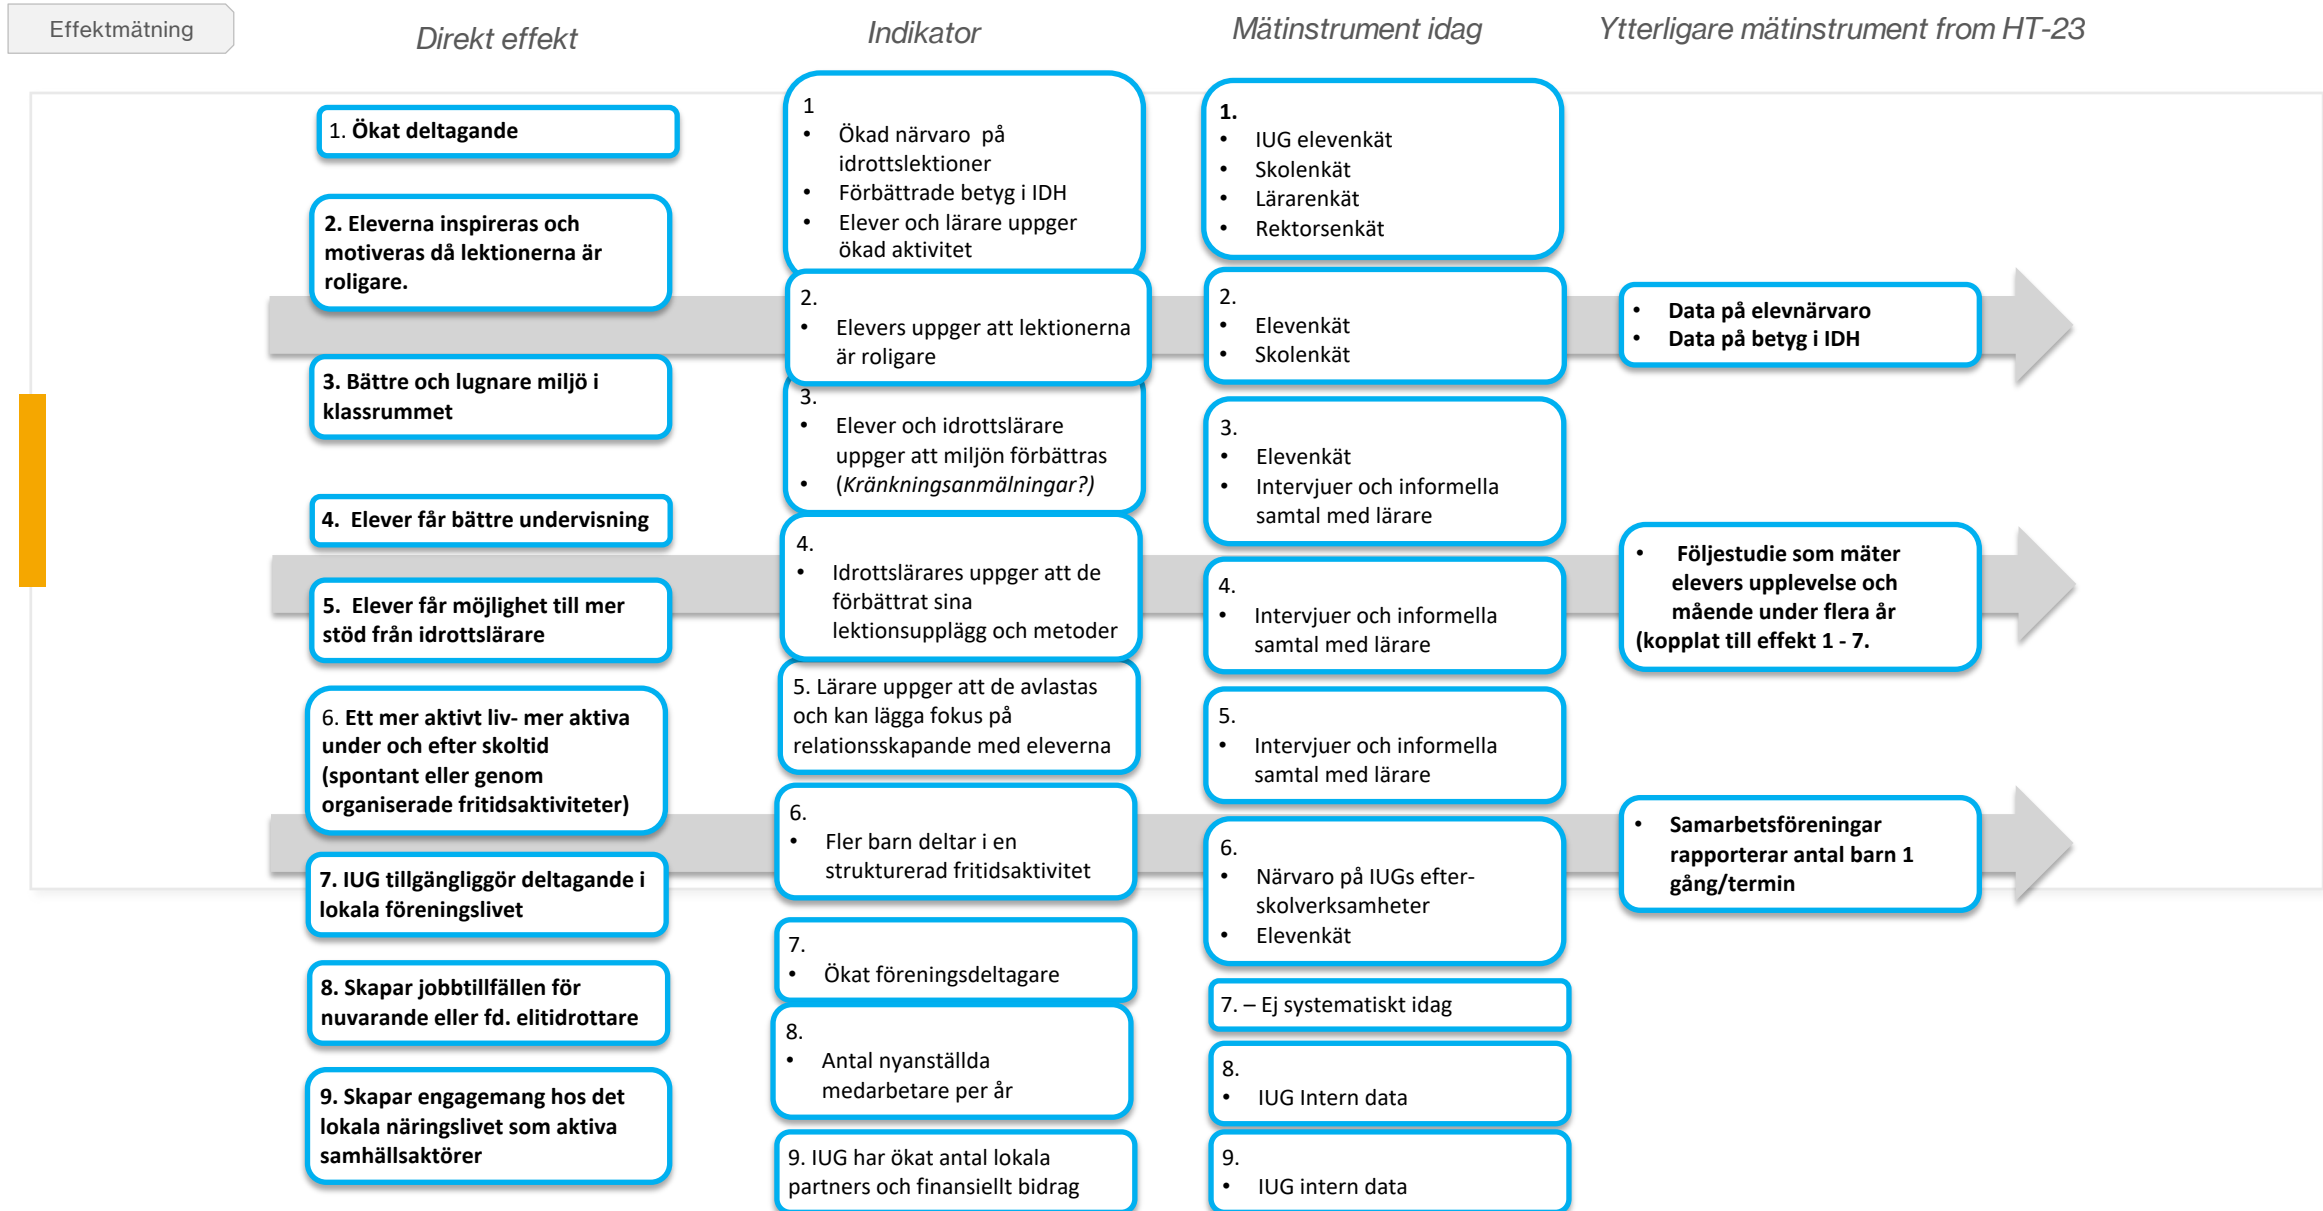 Effektmätning
Direkt effekt
Indikator
Mätinstrument idag
Ytterligare mätinstrument from HT-23
1. Ökat deltagande
2. Eleverna inspireras och
motiveras då lektionerna är
roligare.
3. Bättre och lugnare miljö i
klassrummet
4. Elever får bättre undervisning
5. Elever får möjlighet till mer
stöd från idrottslärare
6. Ett mer aktivt liv- mer aktiva
under och efter skoltid
(spontant eller genom
organiserade fritidsaktiviteter)
7. IUG tillgängliggör deltagande i
lokala föreningslivet
8. Skapar jobbtillfällen för
nuvarande eller fd. elitidrottare
9. Skapar engagemang hos det
lokala näringslivet som aktiva
samhällsaktörer
1
• Ökad närvaro på
idrottslektioner
• Förbättrade betyg i IDH
• Elever och lärare uppger
ökad aktivitet
2.
• Elevers uppger att lektionerna
är roligare
3.
• Elever och idrottslärare
uppger att miljön förbättras
• (Kränkningsanmälningar?)
4.
• Idrottslärares uppger att de
förbättrat sina
lektionsupplägg och metoder
5. Lärare uppger att de avlastas
och kan lägga fokus på
relationsskapande med eleverna
6.
• Fler barn deltar i en
strukturerad fritidsaktivitet
7.
• Ökat föreningsdeltagare
8.
• Antal nyanställda
medarbetare per år
9. IUG har ökat antal lokala
partners och finansiellt bidrag
1.
• IUG elevenkät
• Skolenkät
• Lärarenkät
• Rektorsenkät
2.
• Elevenkät
• Skolenkät
3.
• Elevenkät
• Intervjuer och informella
samtal med lärare
4.
• Intervjuer och informella
samtal med lärare
5.
• Intervjuer och informella
samtal med lärare
6.
• Närvaro på IUGs efter-
skolverksamheter
• Elevenkät
7. – Ej systematiskt idag
8.
• IUG Intern data
9.
• IUG intern data
• Data på elevnärvaro
• Data på betyg i IDH
• Följestudie som mäter
elevers upplevelse och
mående under flera år
(kopplat till effekt 1 - 7.
• Samarbetsföreningar
rapporterar antal barn 1
gång/termin